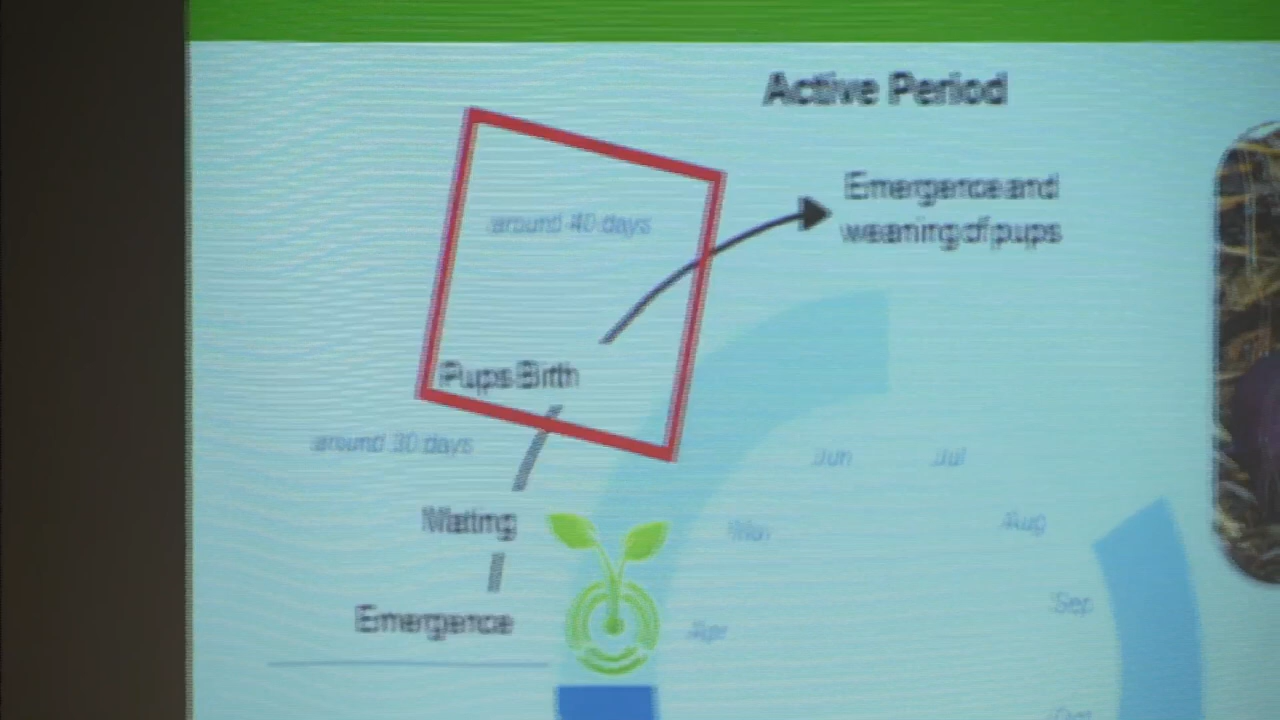 Active Period
Emergence and
weaning of pups
around 40 days
Pups Birth
around 30 days
Jun
Jul
Mating
Aug
Sep
Emergence
Apr